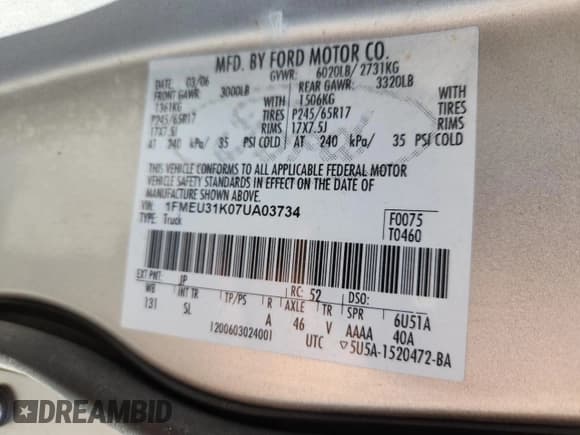 MFD. BY FORD MOTOR CO.
DATE: 03/06 GVWR: 6020LB/ 2731KG
FRONT GAWR: 3000LB REAR GAWR: 3320LB
1361KG WITH 1506KG WITH
P245/65R17 TIRES P245/65R17 TIRES
17X7.5J RIMS 17X7.5J RIMS
AT 240 kPa/ 35 PSI COLD AT 240 kPa/ 35 PSI COLD
THIS VEHICLE CONFORMS TO ALL APPLICABLE FEDERAL MOTOR
VEHICLE SAFETY STANDARDS IN EFFECT ON THE DATE OF
MANUFACTURE SHOWN ABOVE.
VIN: 1FMEU31K07UA03734 F0075
TYPE: Truck T0460
EXT PNT: JP RC: 52 DSO:
WB INT TR TP/PS R AXLE TR SPR 6U51A
131 SL A 46 V AAAA 40A
1200603024001 UTC ▽5U5A-1520472-BA
DREAMBID